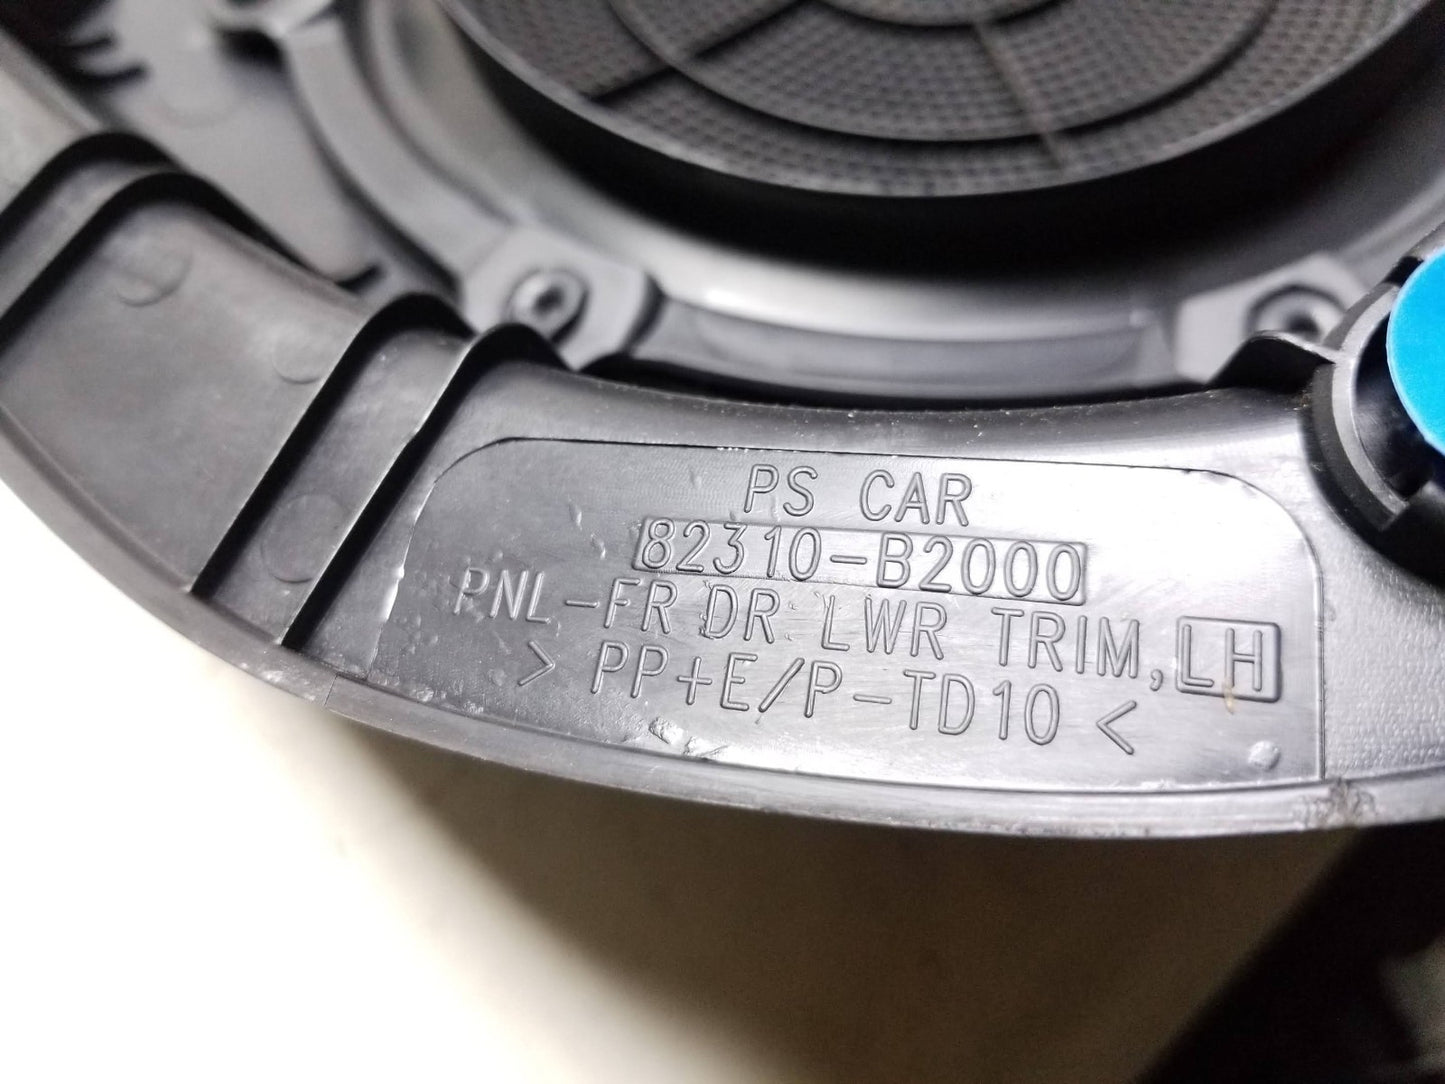 PS CAR
82310-B2000
PNL-FR DR LWR TRIM, LH
> PP+E/P-TD10 <